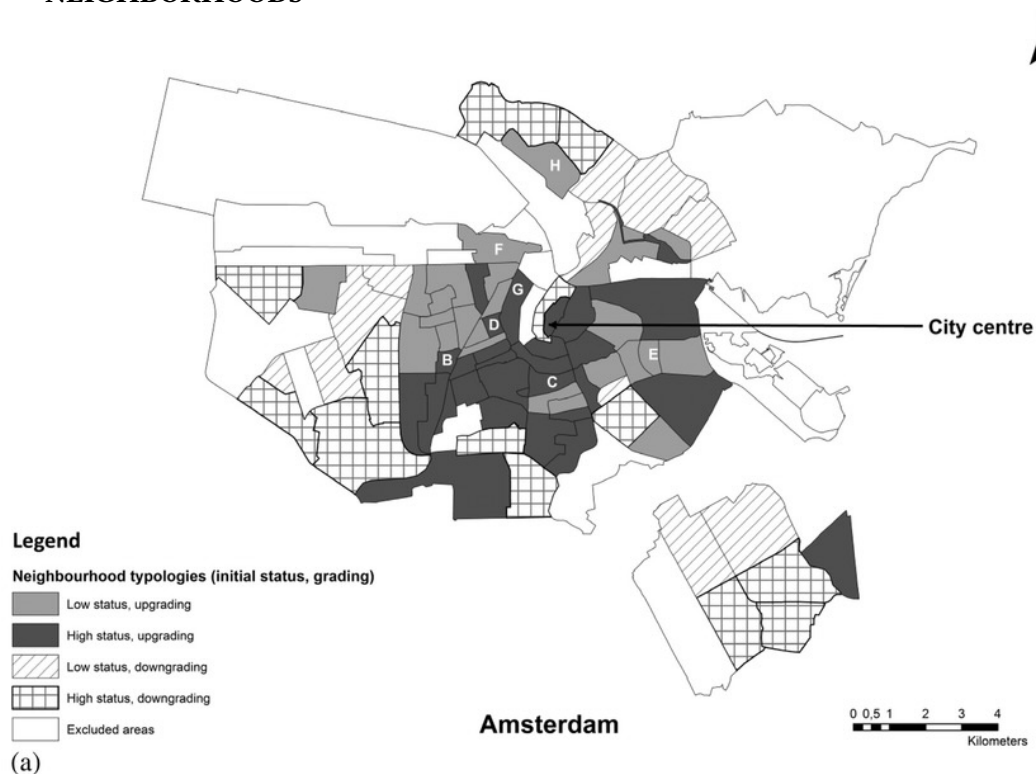 NEIGHBORHOODS
H
F
G
D
City centre
B
E
C
Legend
Neighbourhood typologies (initial status, grading)
Low status, upgrading
High status, upgrading
Low status, downgrading
High status, downgrading
Excluded areas
Amsterdam
0 0,5 1 2 3 4
Kilometers
(a)